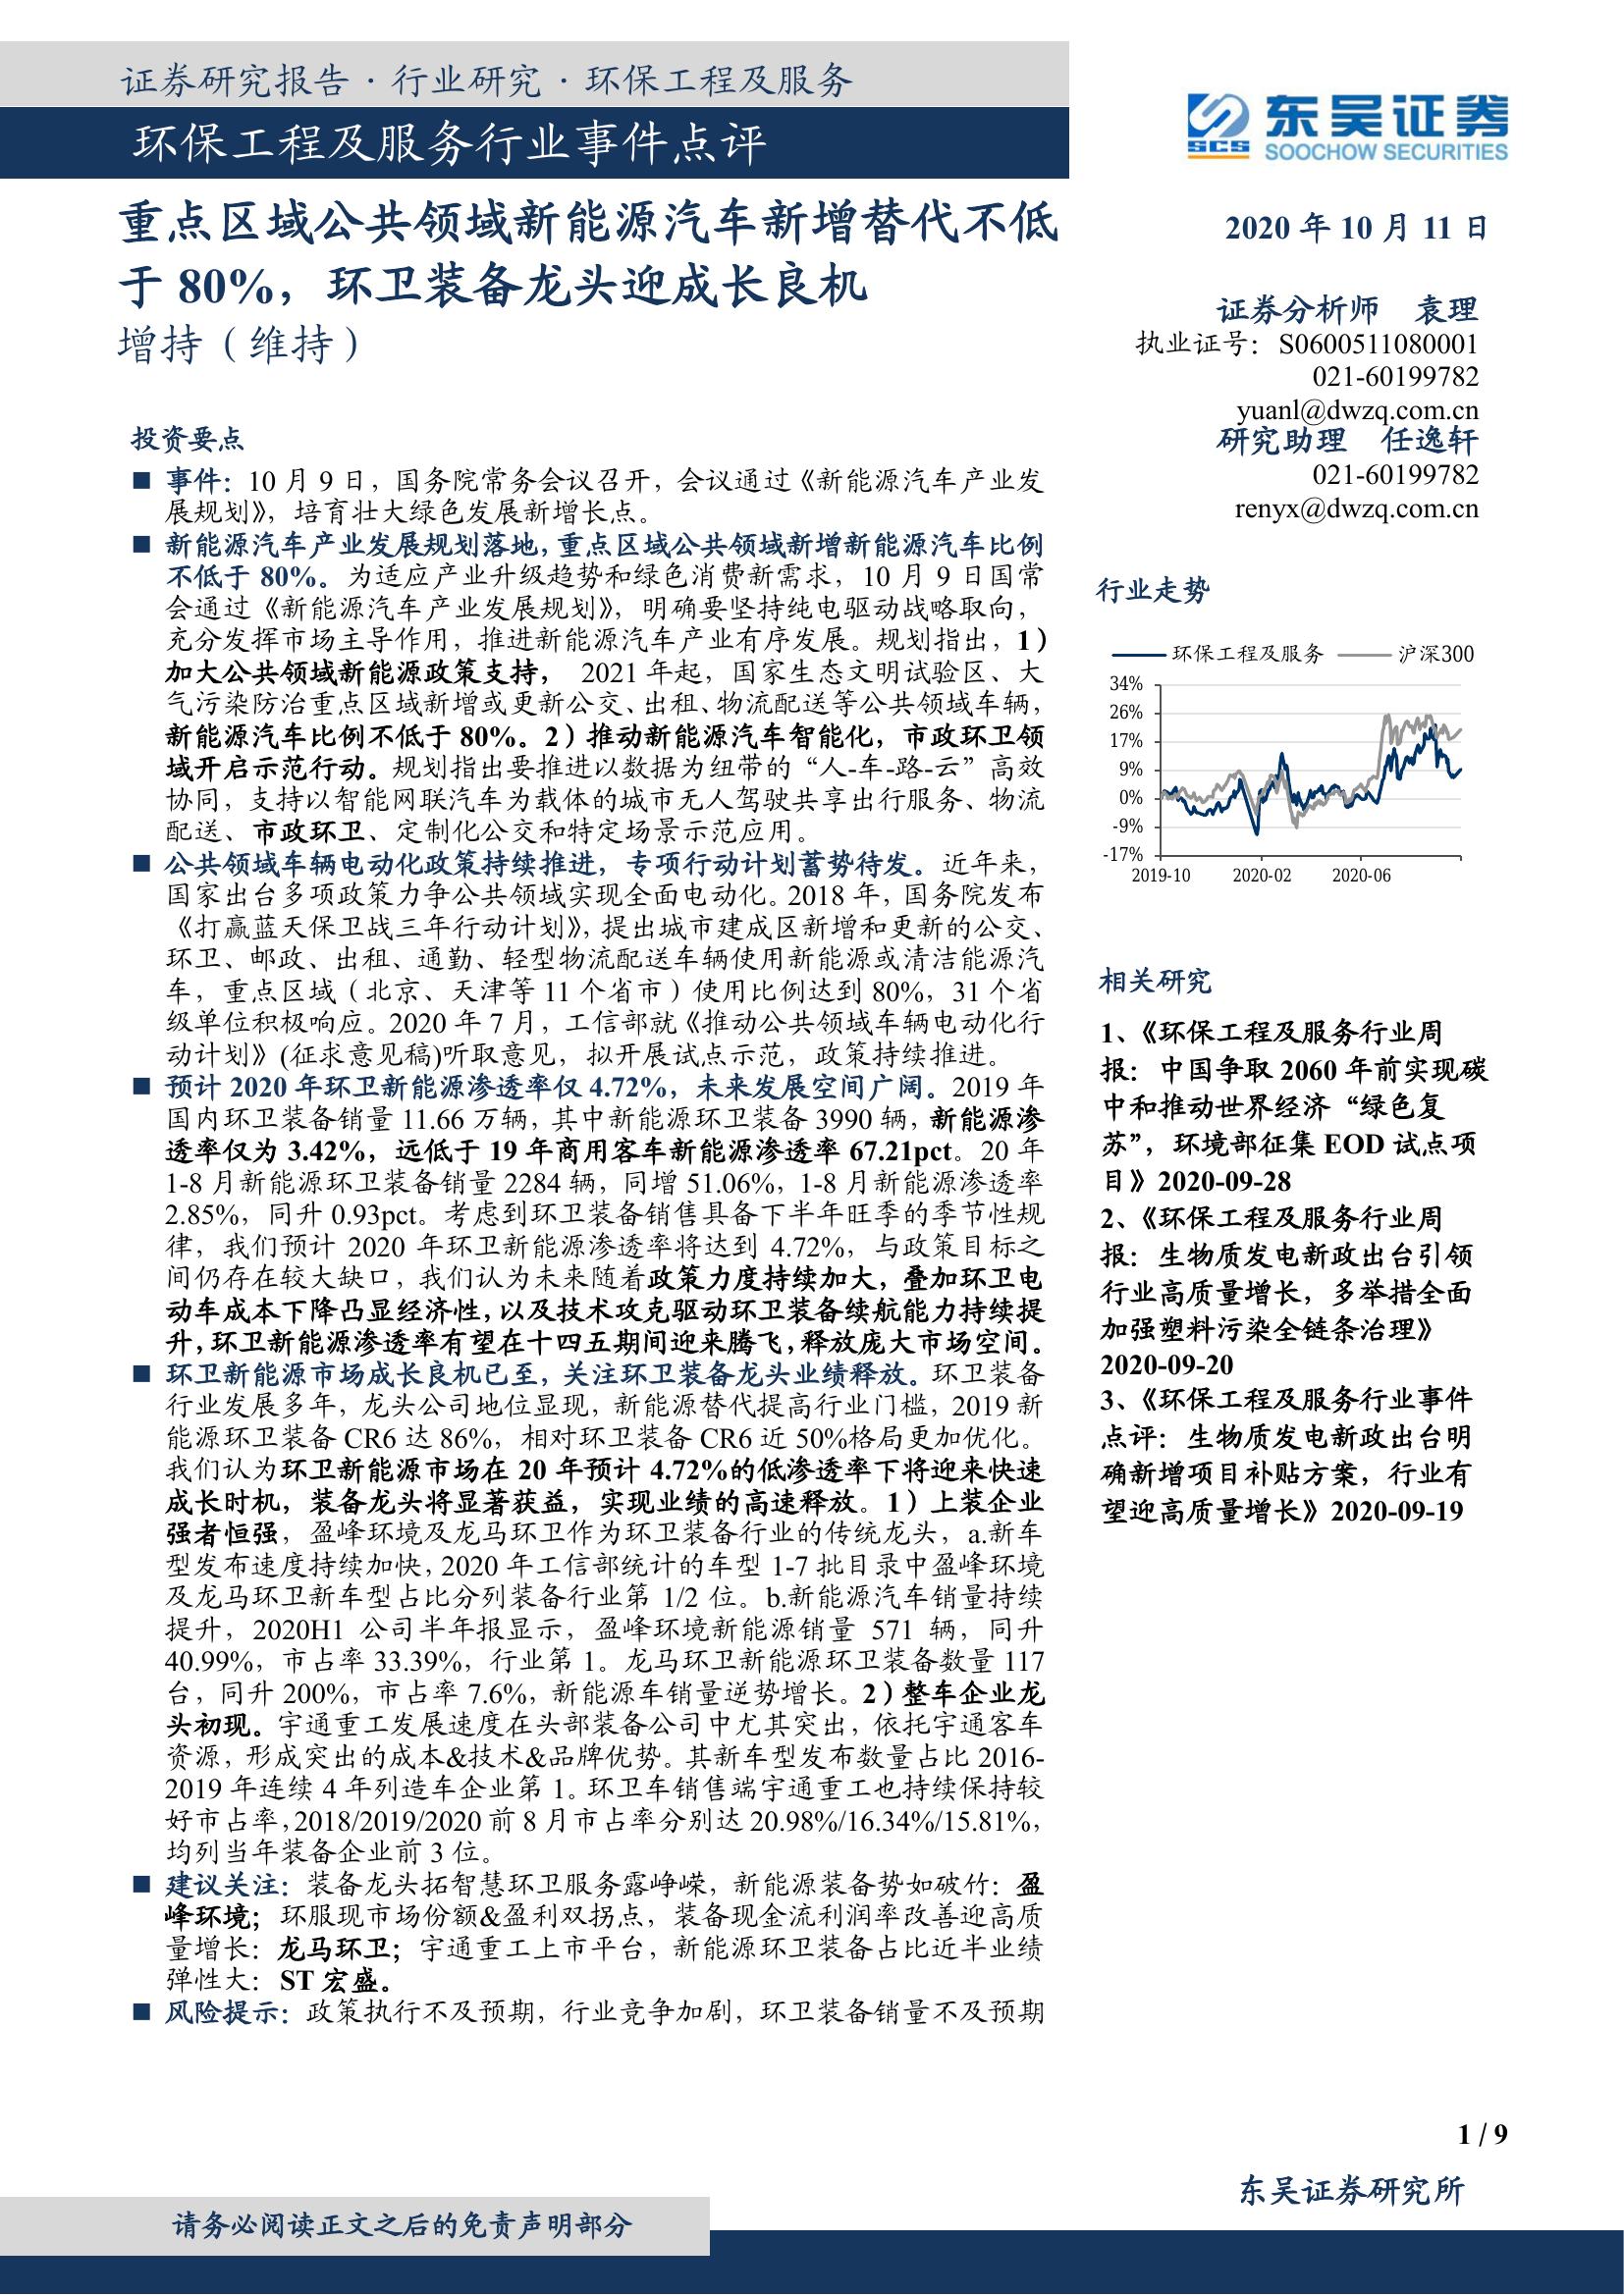 证券研究报告 · 行业研究 · 环保工程及服务
环保工程及服务行业事件点评
东吴证券
SCS
SOOCHOW SECURITIES
重点区域公共领域新能源汽车新增替代不低
于 80%，环卫装备龙头迎成长良机
增持（维持）
2020 年 10 月 11 日
证券分析师 袁理
执业证号：S0600511080001
021-60199782
yuanl@dwzq.com.cn
研究助理 任逸轩
021-60199782
renyx@dwzq.com.cn
投资要点
■ 事件：10 月 9 日，国务院常务会议召开，会议通过《新能源汽车产业发
展规划》，培育壮大绿色发展新增长点。
■ 新能源汽车产业发展规划落地，重点区域公共领域新增新能源汽车比例
不低于 80%。为适应产业升级趋势和绿色消费新需求，10 月 9 日国常
会通过《新能源汽车产业发展规划》，明确要坚持纯电驱动战略取向，
充分发挥市场主导作用，推进新能源汽车产业有序发展。规划指出，1）
加大公共领域新能源政策支持， 2021 年起，国家生态文明试验区、大
气污染防治重点区域新增或更新公交、出租、物流配送等公共领域车辆，
新能源汽车比例不低于 80%。2）推动新能源汽车智能化，市政环卫领
域开启示范行动。规划指出要推进以数据为纽带的“人-车-路-云”高效
协同，支持以智能网联汽车为载体的城市无人驾驶共享出行服务、物流
配送、市政环卫、定制化公交和特定场景示范应用。
■ 公共领域车辆电动化政策持续推进，专项行动计划蓄势待发。近年来，
国家出台多项政策力争公共领域实现全面电动化。2018 年，国务院发布
《打赢蓝天保卫战三年行动计划》，提出城市建成区新增和更新的公交、
环卫、邮政、出租、通勤、轻型物流配送车辆使用新能源或清洁能源汽
车，重点区域（北京、天津等 11 个省市）使用比例达到 80%，31 个省
级单位积极响应。2020 年 7 月，工信部就《推动公共领域车辆电动化行
动计划》(征求意见稿)听取意见，拟开展试点示范，政策持续推进。
■ 预计 2020 年环卫新能源渗透率仅 4.72%，未来发展空间广阔。2019 年
国内环卫装备销量 11.66 万辆，其中新能源环卫装备 3990 辆，新能源渗
透率仅为 3.42%，远低于 19 年商用客车新能源渗透率 67.21pct。20 年
1-8 月新能源环卫装备销量 2284 辆，同增 51.06%，1-8 月新能源渗透率
2.85%，同升 0.93pct。考虑到环卫装备销售具备下半年旺季的季节性规
律，我们预计 2020 年环卫新能源渗透率将达到 4.72%，与政策目标之
间仍存在较大缺口，我们认为未来随着政策力度持续加大，叠加环卫电
动车成本下降凸显经济性，以及技术攻克驱动环卫装备续航能力持续提
升，环卫新能源渗透率有望在十四五期间迎来腾飞，释放庞大市场空间。
■ 环卫新能源市场成长良机已至，关注环卫装备龙头业绩释放。环卫装备
行业发展多年，龙头公司地位显现，新能源替代提高行业门槛，2019 新
能源环卫装备 CR6 达 86%，相对环卫装备 CR6 近 50%格局更加优化。
我们认为环卫新能源市场在 20 年预计 4.72%的低渗透率下将迎来快速
成长时机，装备龙头将显著获益，实现业绩的高速释放。1）上装企业
强者恒强，盈峰环境及龙马环卫作为环卫装备行业的传统龙头，a.新车
型发布速度持续加快，2020 年工信部统计的车型 1-7 批目录中盈峰环境
及龙马环卫新车型占比分列装备行业第 1/2 位。b.新能源汽车销量持续
提升，2020H1 公司半年报显示，盈峰环境新能源销量 571 辆，同升
40.99%，市占率 33.39%，行业第 1。龙马环卫新能源环卫装备数量 117
台，同升 200%，市占率 7.6%，新能源车销量逆势增长。2）整车企业龙
头初现。宇通重工发展速度在头部装备公司中尤其突出，依托宇通客车
资源，形成突出的成本&技术&品牌优势。其新车型发布数量占比 2016-
2019 年连续 4 年列造车企业第 1。环卫车销售端宇通重工也持续保持较
好市占率，2018/2019/2020 前 8 月市占率分别达 20.98%/16.34%/15.81%，
均列当年装备企业前 3 位。
■ 建议关注：装备龙头拓智慧环卫服务露峥嵘，新能源装备势如破竹：盈
峰环境；环服现市场份额&盈利双拐点，装备现金流利润率改善迎高质
量增长：龙马环卫；宇通重工上市平台，新能源环卫装备占比近半业绩
弹性大：ST 宏盛。
■ 风险提示：政策执行不及预期，行业竞争加剧，环卫装备销量不及预期
行业走势
环保工程及服务 沪深300
34%
26%
17%
9%
0%
-9%
-17%
2019-10 2020-02 2020-06
相关研究
1、《环保工程及服务行业周
报：中国争取 2060 年前实现碳
中和推动世界经济“绿色复
苏”，环境部征集 EOD 试点项
目》2020-09-28
2、《环保工程及服务行业周
报：生物质发电新政出台引领
行业高质量增长，多举措全面
加强塑料污染全链条治理》
2020-09-20
3、《环保工程及服务行业事件
点评：生物质发电新政出台明
确新增项目补贴方案，行业有
望迎高质量增长》2020-09-19
1 / 9
东吴证券研究所
请务必阅读正文之后的免责声明部分